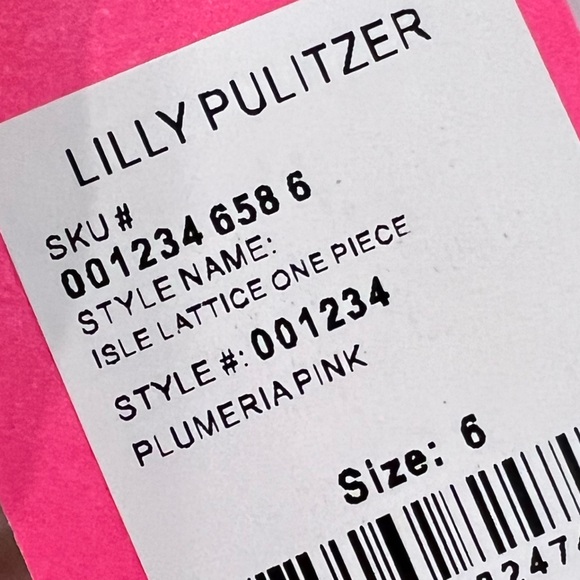 LILLY PULITZER
SKU #
001234 658 6
STYLE NAME:
ISLE LATTICE ONE PIECE
STYLE #: 001234
PLUMERIA PINK
Size: 6